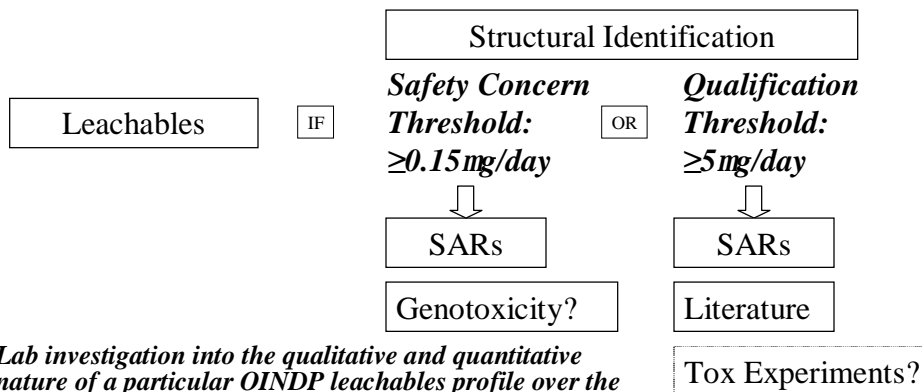 Structural Identification
Leachables
IF
Safety Concern
Threshold:
≥0.15mg/day
OR
Qualification
Threshold:
≥5mg/day
SARs
SARs
Genotoxicity?
Literature
Lab investigation into the qualitative and quantitative
nature of a particular OINDP leachables profile over the
Tox Experiments?